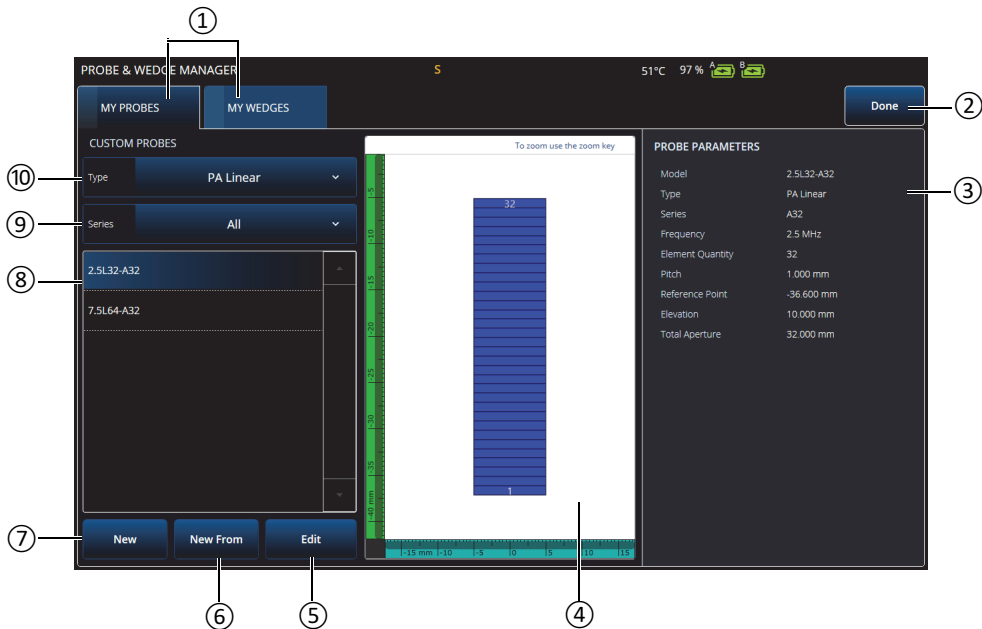 ①
PROBE & WEDGE MANAGER S 51°C 97 % A B
MY PROBES MY WEDGES Done ②
CUSTOM PROBES To zoom use the zoom key PROBE PARAMETERS
⑩ Type PA Linear
⑨ Series All
⑧ 2.5L32-A32
7.5L64-A32
⑦ New New From Edit
⑥ ⑤ ④
32
1
-5
-10
-15
-20
-25
-30
-35
-40 mm
-15 mm -10 -5 0 5 10 15
Model 2.5L32-A32
Type PA Linear ③
Series A32
Frequency 2.5 MHz
Element Quantity 32
Pitch 1.000 mm
Reference Point -36.600 mm
Elevation 10.000 mm
Total Aperture 32.000 mm